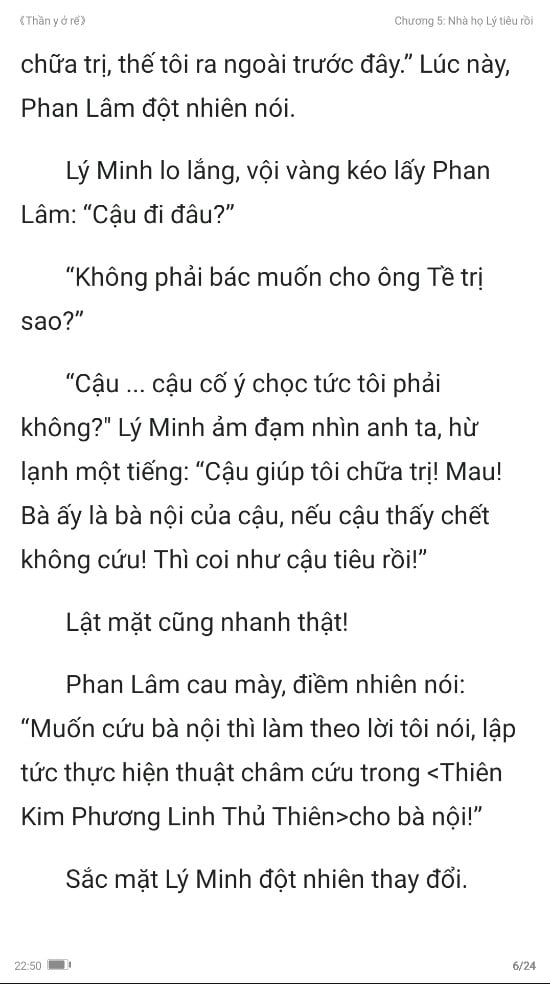 《Thần y ở rể》
Chương 5: Nhà họ Lý tiêu rồi
chữa trị, thế tôi ra ngoài trước đây.” Lúc này,
Phan Lâm đột nhiên nói.
Lý Minh lo lắng, vội vàng kéo lấy Phan
Lâm: “Cậu đi đâu?”
“Không phải bác muốn cho ông Tề trị
sao?”
“Cậu ... cậu cố ý chọc tức tôi phải
không?" Lý Minh ảm đạm nhìn anh ta, hừ
lạnh một tiếng: “Cậu giúp tôi chữa trị! Mau!
Bà ấy là bà nội của cậu, nếu cậu thấy chết
không cứu! Thì coi như cậu tiêu rồi!”
Lật mặt cũng nhanh thật!
Phan Lâm cau mày, điềm nhiên nói:
“Muốn cứu bà nội thì làm theo lời tôi nói, lập
tức thực hiện thuật châm cứu trong <Thiên
Kim Phương Linh Thủ Thiên>cho bà nội!”
Sắc mặt Lý Minh đột nhiên thay đổi.
22:50
6/24